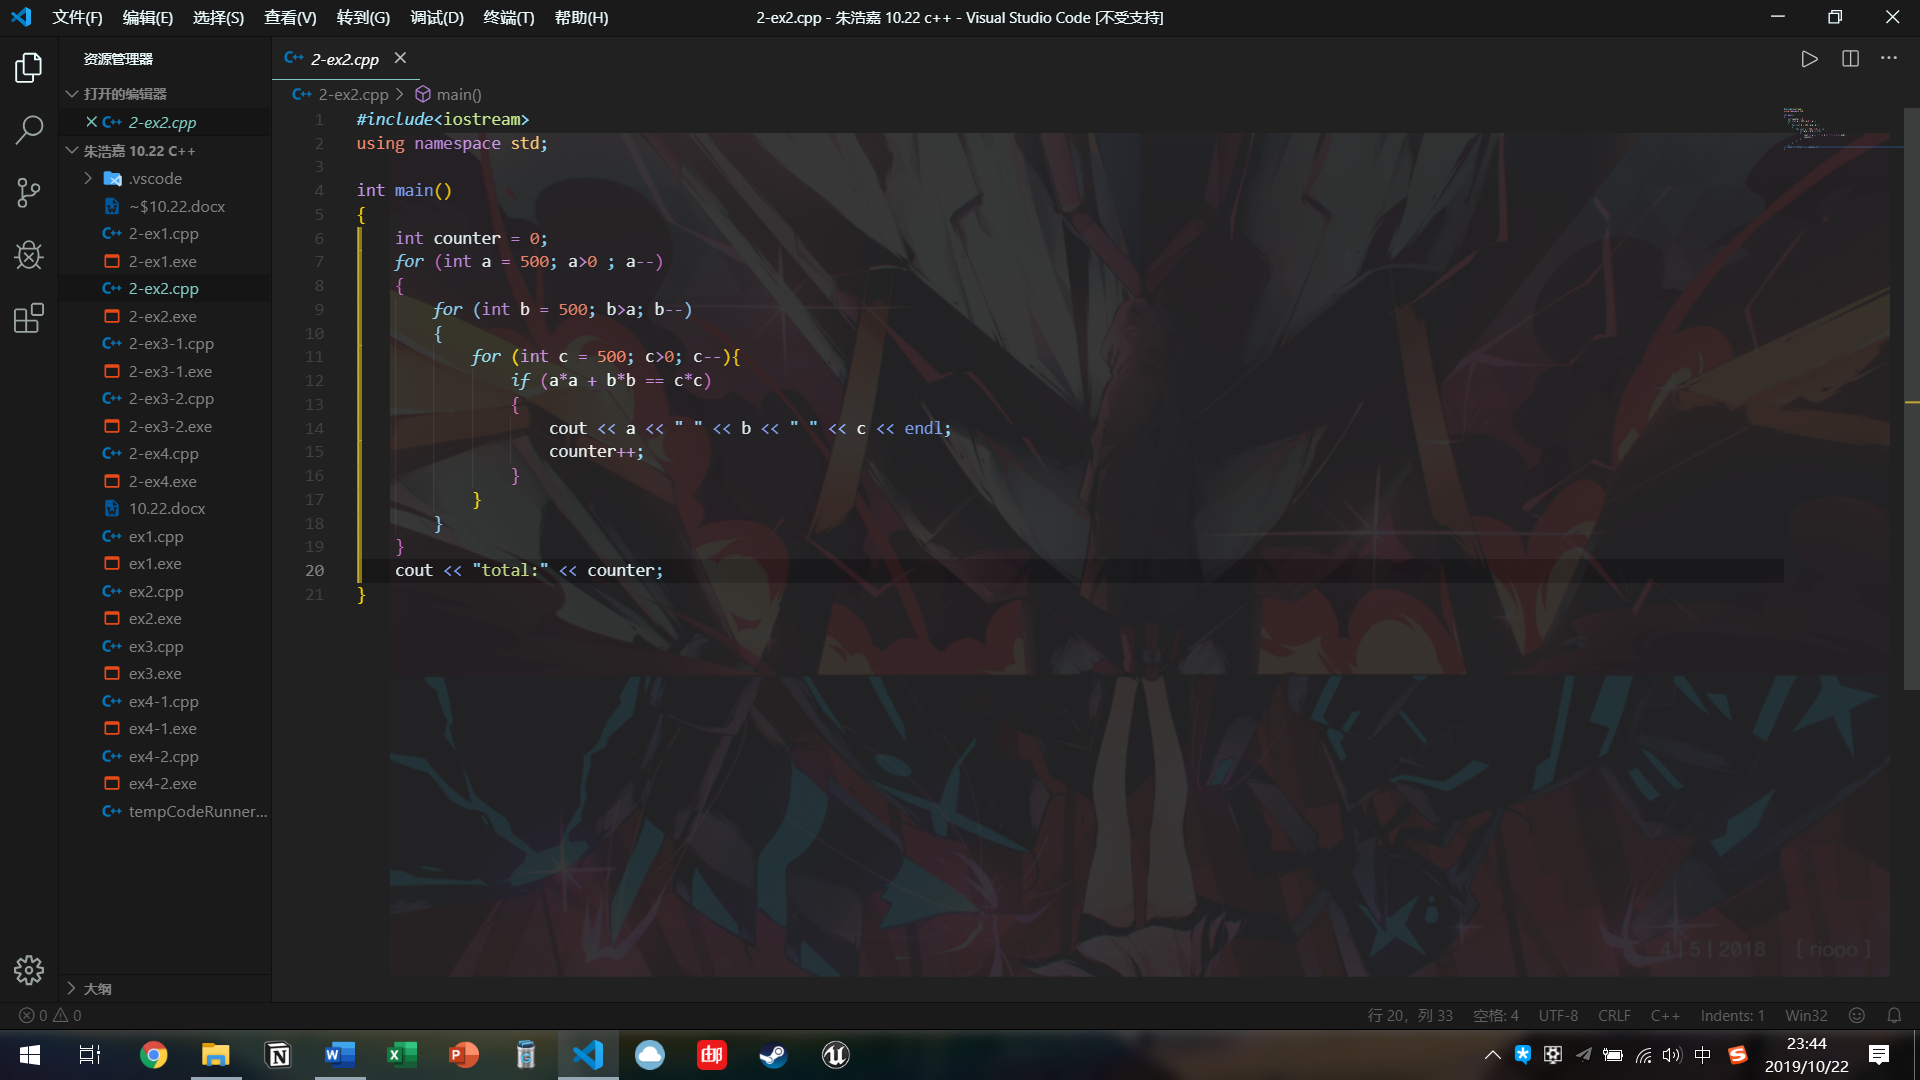 文件(F) 编辑(E) 选择(S) 查看(V) 转到(G) 调试(D) 终端(T) 帮助(H)
2-ex2.cpp - 朱浩嘉 10.22 c++ - Visual Studio Code [不受支持]
资源管理器
打开的编辑器
2-ex2.cpp
朱浩嘉 10.22 C++
.vscode
~$10.22.docx
2-ex1.cpp
2-ex1.exe
2-ex2.cpp
2-ex2.exe
2-ex3-1.cpp
2-ex3-1.exe
2-ex3-2.cpp
2-ex3-2.exe
2-ex4.cpp
2-ex4.exe
10.22.docx
ex1.cpp
ex1.exe
ex2.cpp
ex2.exe
ex3.cpp
ex3.exe
ex4-1.cpp
ex4-1.exe
ex4-2.cpp
ex4-2.exe
tempCodeRunner...
大纲
2-ex2.cpp
2-ex2.cpp > main()
1 #include<iostream>
2 using namespace std;
3
4 int main()
5 {
6 int counter = 0;
7 for (int a = 500; a>0 ; a--)
8 {
9 for (int b = 500; b>a; b--)
10 {
11 for (int c = 500; c>0; c--){
12 if (a*a + b*b == c*c)
13 {
14 cout << a << " " << b << " " << c << endl;
15 counter++;
16 }
17 }
18 }
19 }
20 cout << "total:" << counter;
21 }
4 | 5 | 2018 [ riooo ]
0 0
行 20，列 33 空格: 4 UTF-8 CRLF C++ Indents: 1 Win32
中
23:44
2019/10/22